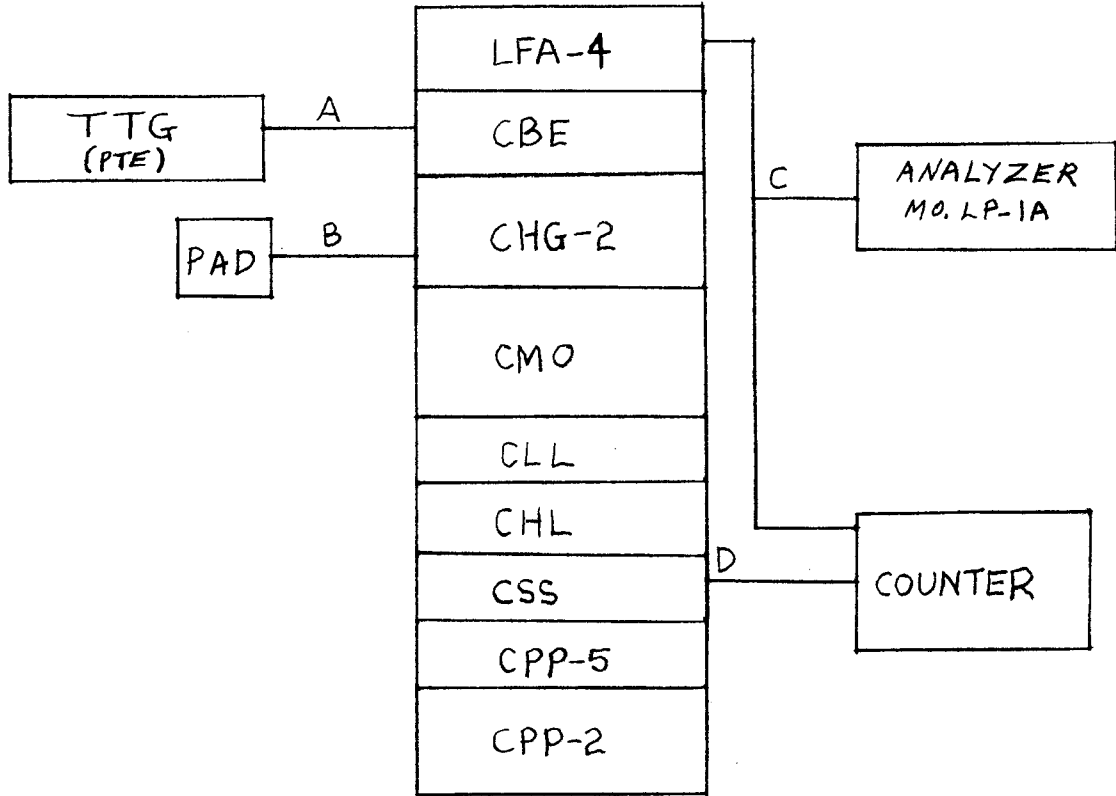 LFA-4
TTG
(PTE)
A
CBE
C
ANALYZER
MO. LP-1A
PAD
B
CHG-2
CMO
CLL
CHL
D
CSS
COUNTER
CPP-5
CPP-2